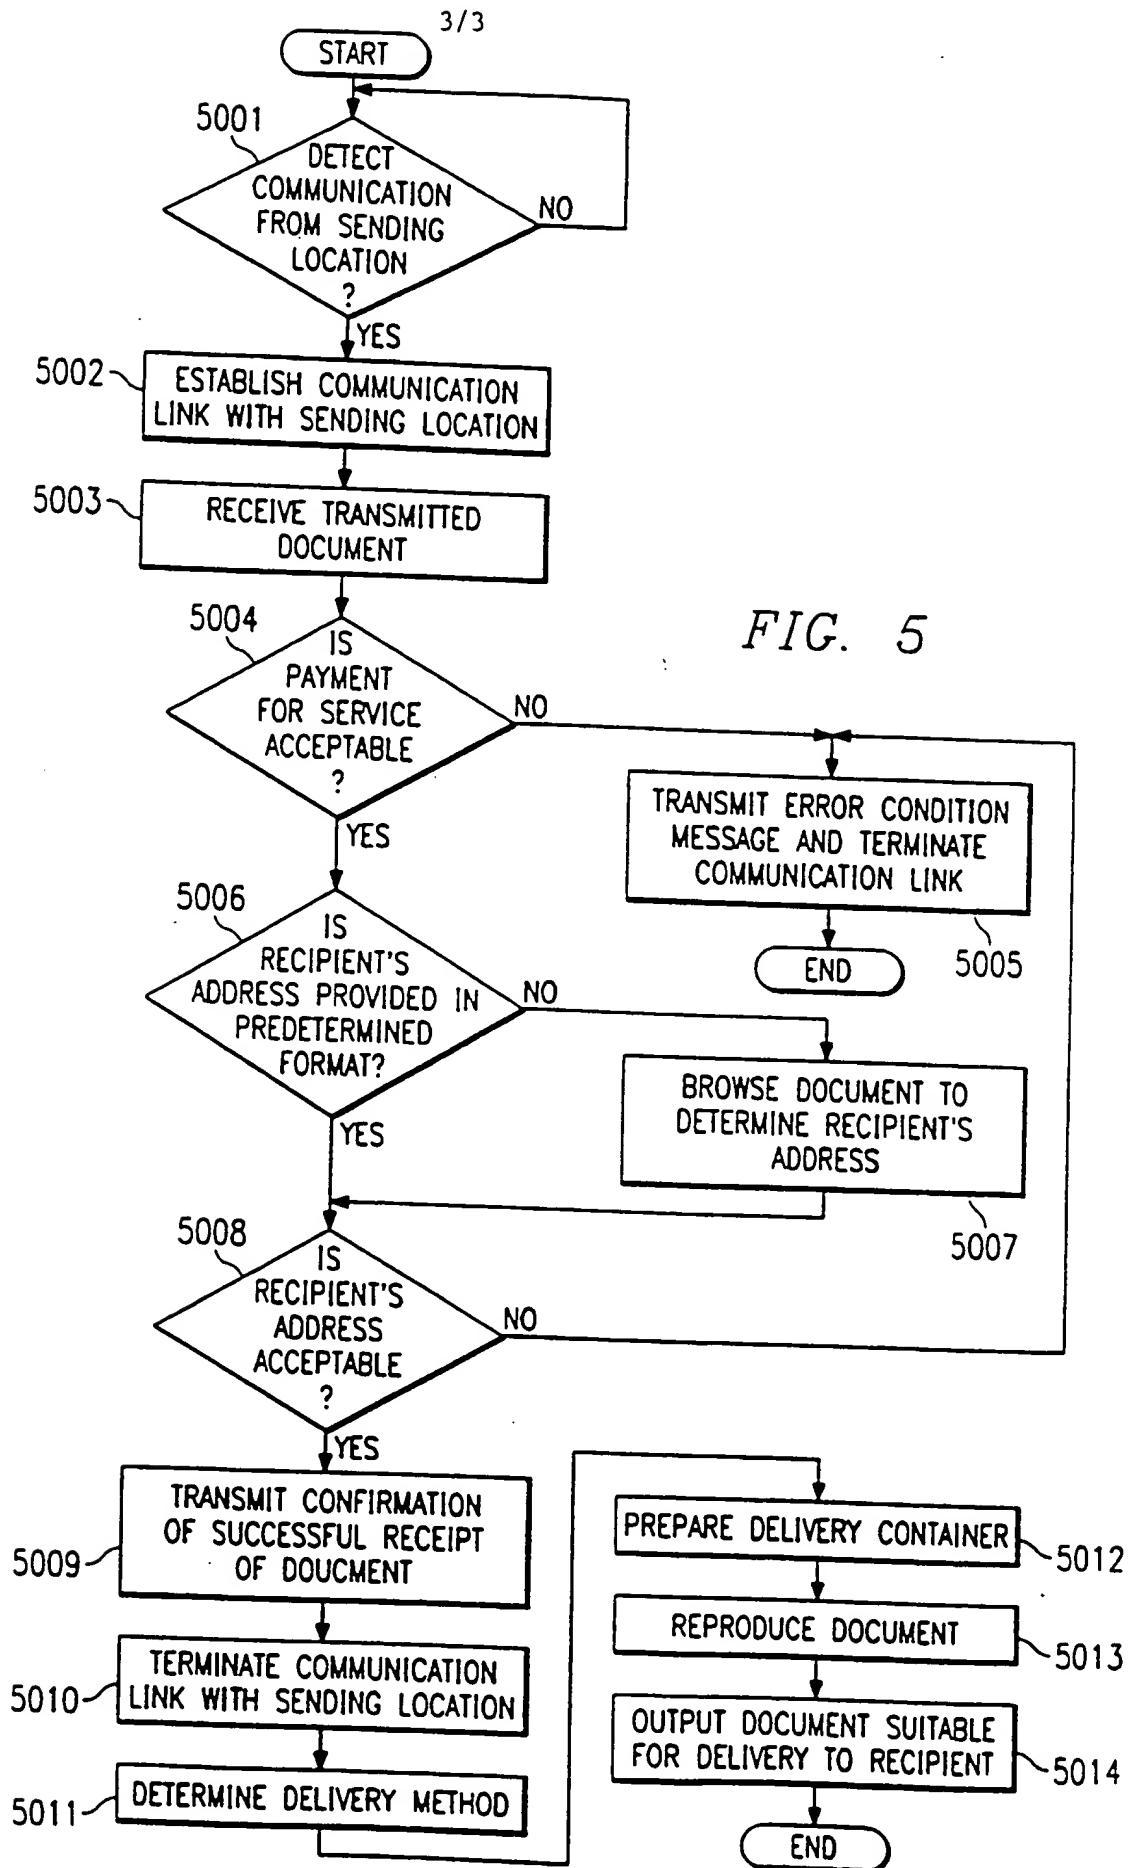 3/3
START
5001
DETECT
COMMUNICATION
FROM SENDING
LOCATION
?
NO
YES
5002
ESTABLISH COMMUNICATION
LINK WITH SENDING LOCATION
5003
RECEIVE TRANSMITTED
DOCUMENT
FIG. 5
5004
IS
PAYMENT
FOR SERVICE
ACCEPTABLE
?
NO
YES
TRANSMIT ERROR CONDITION
MESSAGE AND TERMINATE
COMMUNICATION LINK
5005
END
5006
IS
RECIPIENT'S
ADDRESS PROVIDED IN
PREDETERMINED
FORMAT?
NO
YES
BROWSE DOCUMENT TO
DETERMINE RECIPIENT'S
ADDRESS
5007
5008
IS
RECIPIENT'S
ADDRESS
ACCEPTABLE
?
NO
YES
5009
TRANSMIT CONFIRMATION
OF SUCCESSFUL RECEIPT
OF DOUCMENT
5010
TERMINATE COMMUNICATION
LINK WITH SENDING LOCATION
5011
DETERMINE DELIVERY METHOD
PREPARE DELIVERY CONTAINER
5012
REPRODUCE DOCUMENT
5013
OUTPUT DOCUMENT SUITABLE
FOR DELIVERY TO RECIPIENT
5014
END